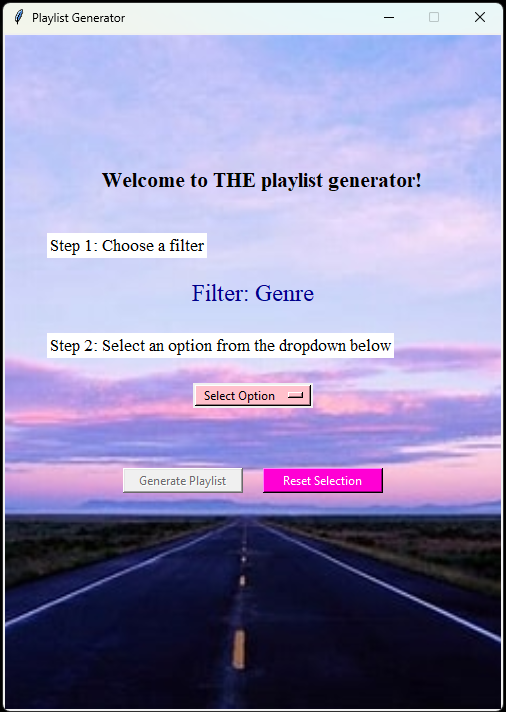 Playlist Generator
Welcome to THE playlist generator!
Step 1: Choose a filter
Filter: Genre
Step 2: Select an option from the dropdown below
Select Option
Generate Playlist
Reset Selection